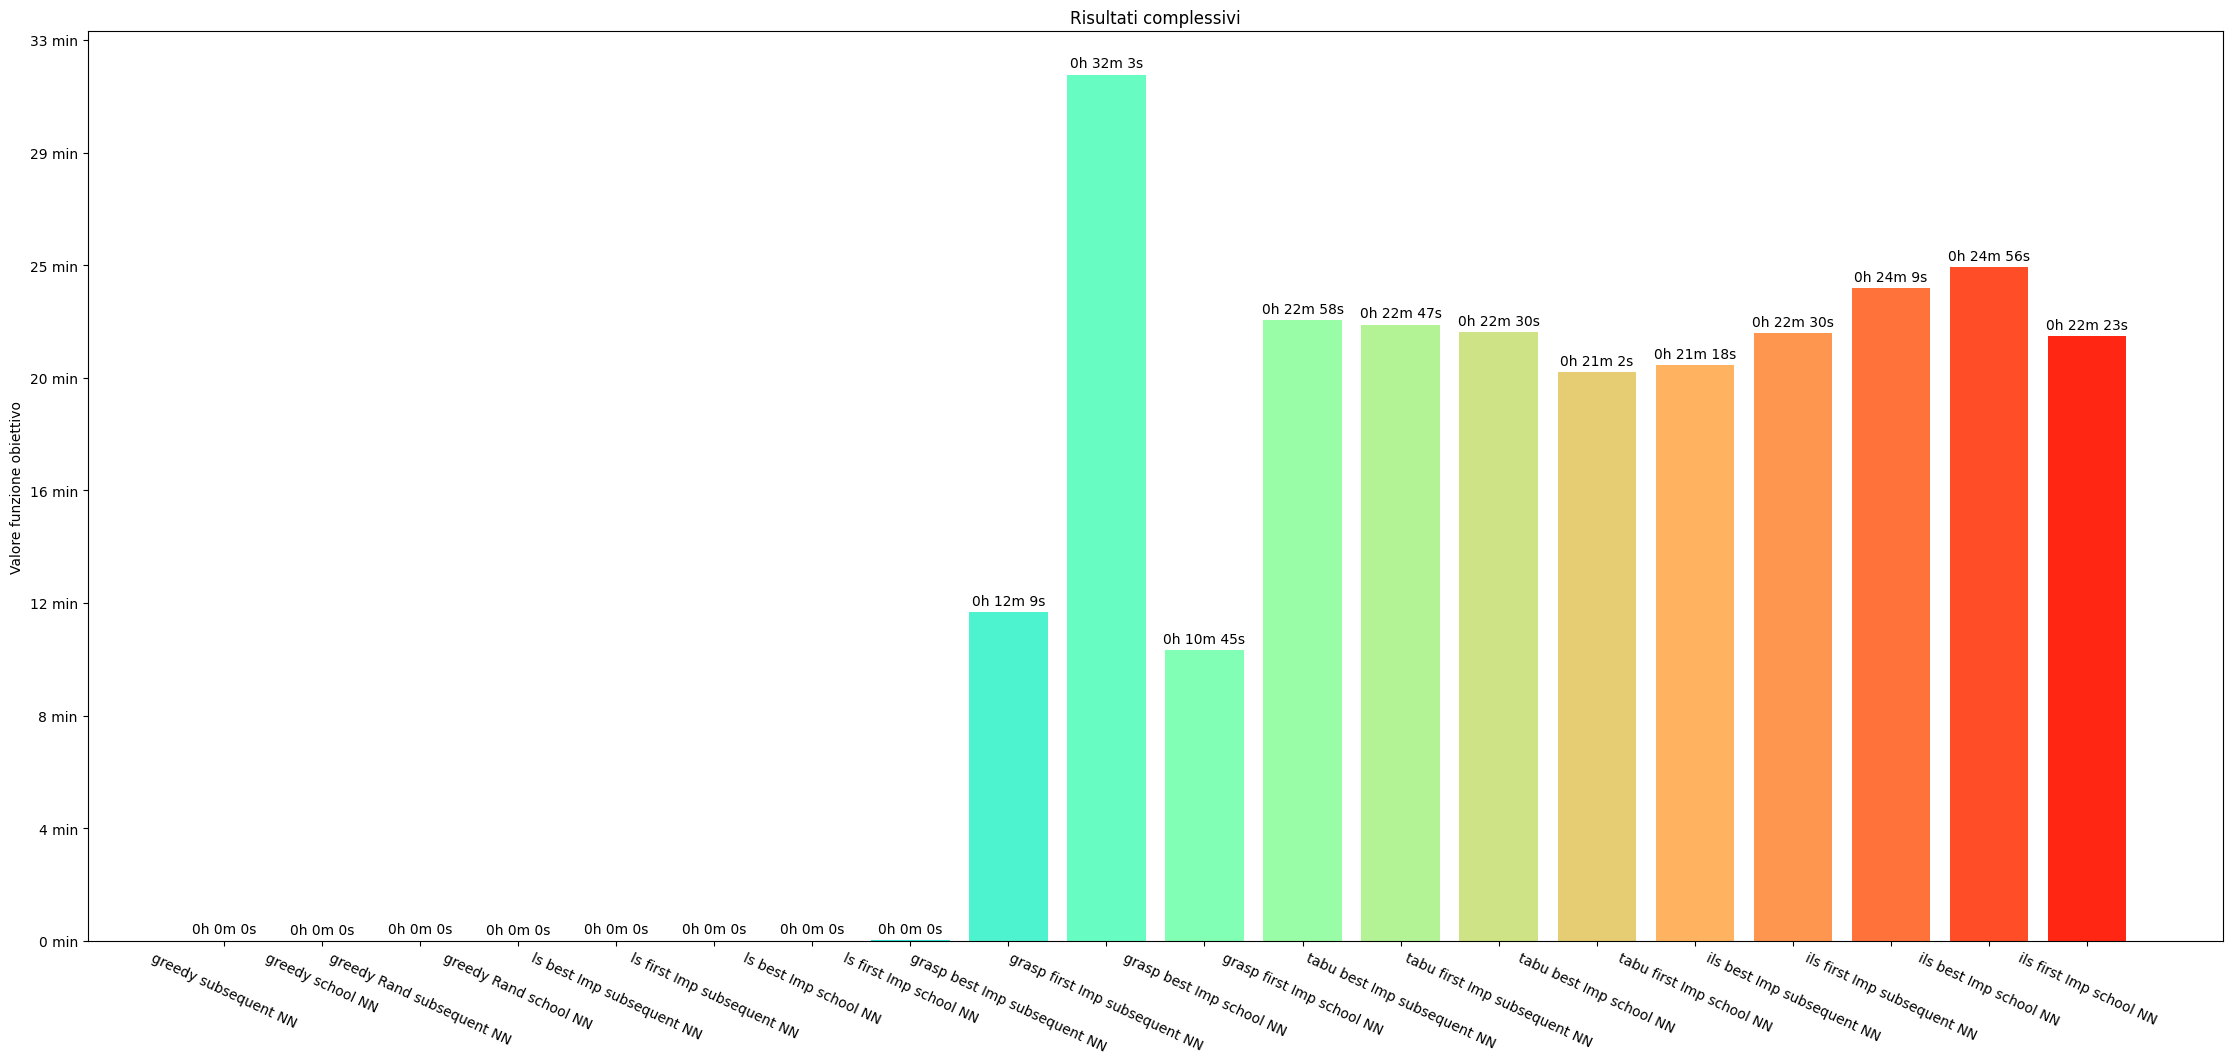 Risultati complessivi
33 min
29 min
25 min
20 min
16 min
12 min
8 min
4 min
0 min
Valore funzione obiettivo
0h 0m 0s
0h 0m 0s
0h 0m 0s
0h 0m 0s
0h 0m 0s
0h 0m 0s
0h 0m 0s
0h 0m 0s
0h 12m 9s
0h 32m 3s
0h 10m 45s
0h 22m 58s
0h 22m 47s
0h 22m 30s
0h 21m 2s
0h 21m 18s
0h 22m 30s
0h 24m 9s
0h 24m 56s
0h 22m 23s
greedy subsequent NN
greedy school NN
greedy Rand subsequent NN
greedy Rand school NN
ls best Imp subsequent NN
ls first Imp subsequent NN
ls best Imp school NN
ls first Imp school NN
grasp best Imp subsequent NN
grasp first Imp subsequent NN
grasp best Imp school NN
grasp first Imp school NN
tabu best Imp subsequent NN
tabu first Imp subsequent NN
tabu best Imp school NN
tabu first Imp school NN
ils best Imp subsequent NN
ils first Imp subsequent NN
ils best Imp school NN
ils first Imp school NN